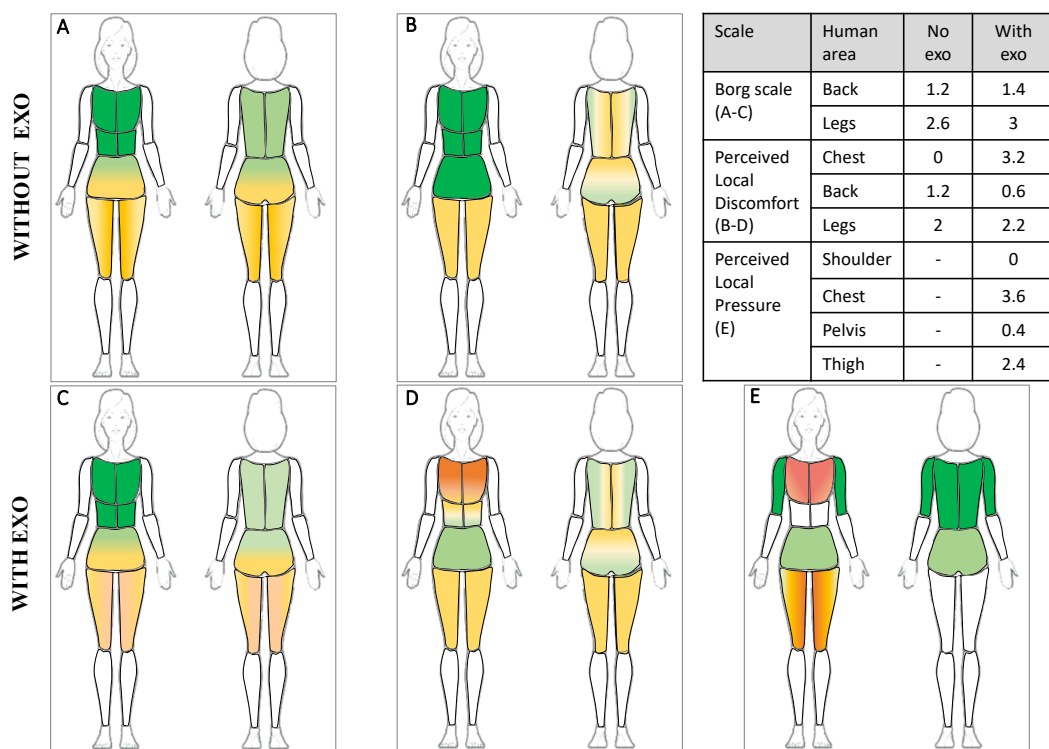 A
B
WITHOUT EXO
Scale Human area No exo With exo
Borg scale (A-C) Back 1.2 1.4
Legs 2.6 3
Perceived Local Discomfort (B-D) Chest 0 3.2
Back 1.2 0.6
Legs 2 2.2
Perceived Local Pressure (E) Shoulder - 0
Chest - 3.6
Pelvis - 0.4
Thigh - 2.4
C
D
E
WITH EXO